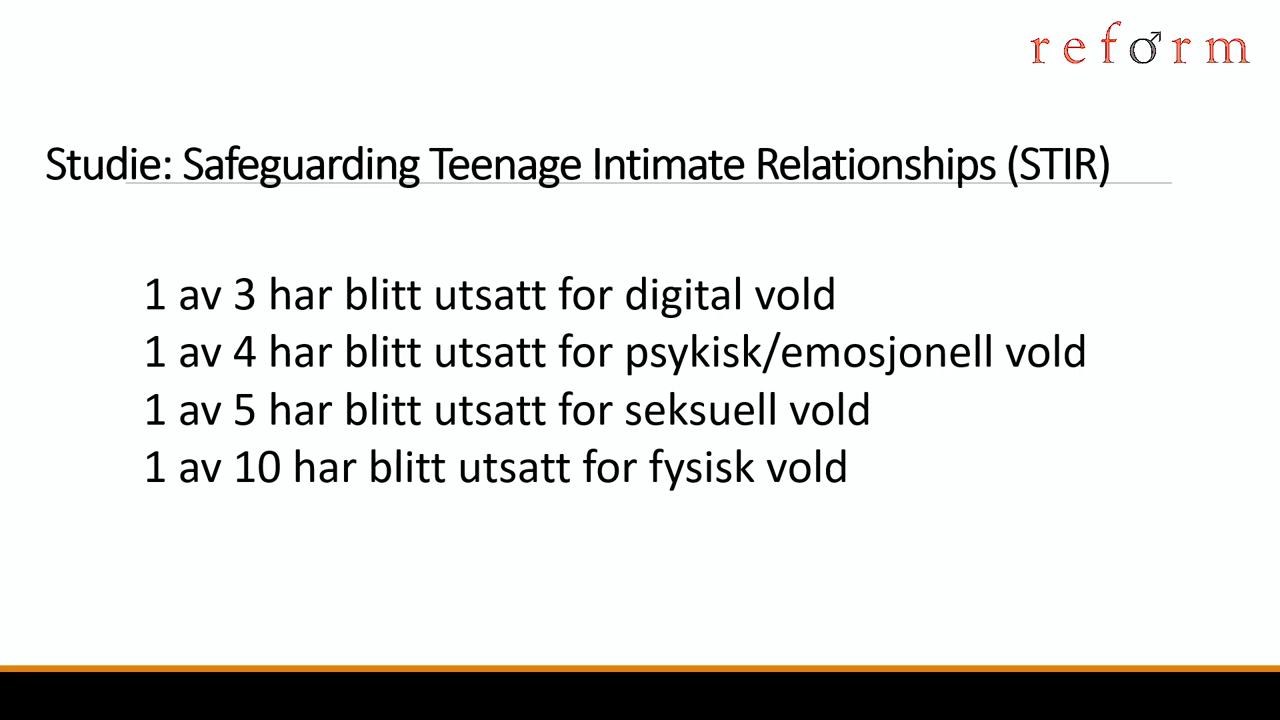 reform
Studie: Safeguarding Teenage Intimate Relationships (STIR)
1 av 3 har blitt utsatt for digital vold
1 av 4 har blitt utsatt for psykisk/emosjonell vold
1 av 5 har blitt utsatt for seksuell vold
1 av 10 har blitt utsatt for fysisk vold